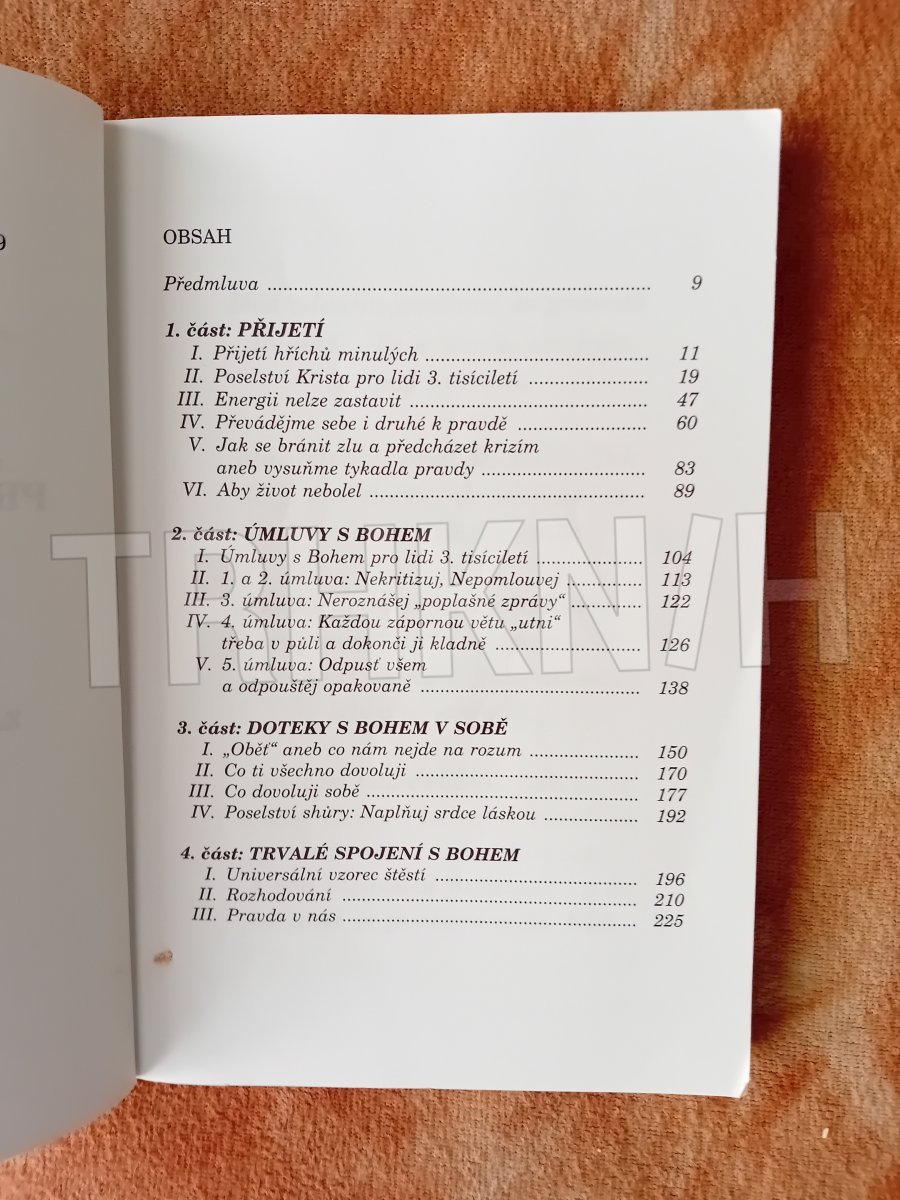 OBSAH
Předmluva ........................................................................... 9
1. část: PŘIJETÍ
I. Přijetí hříchů minulých ............................................ 11
II. Poselství Krista pro lidi 3. tisíciletí ........................ 19
III. Energii nelze zastavit ............................................... 47
IV. Převádějme sebe i druhé k pravdě .......................... 60
V. Jak se bránit zlu a předcházet krizím
aneb vysuňme tykadla pravdy ................................ 83
VI. Aby život nebolel ...................................................... 89
2. část: ÚMLUVY S BOHEM
I. Úmluvy s Bohem pro lidi 3. tisíciletí ........................... 104
II. 1. a 2. úmluva: Nekritizuj, Nepomlouvej ............... 113
III. 3. úmluva: Neroznášej „poplašné zprávy“ .............. 122
IV. 4. úmluva: Každou zápornou větu „utni“
třeba v půli a dokonči ji kladně ............................. 126
V. 5. úmluva: Odpusť všem
a odpouštěj opakovaně ............................................ 138
3. část: DOTEKY S BOHEM V SOBĚ
I. „Oběť“ aneb co nám nejde na rozum ...................... 150
II. Co ti všechno dovoluji ............................................. 170
III. Co dovoluji sobě ...................................................... 177
IV. Poselství shůry: Naplňuj srdce láskou ................... 192
4. část: TRVALÉ SPOJENÍ S BOHEM
I. Universální vzorec štěstí ........................................ 196
II. Rozhodování ........................................................... 210
III. Pravda v nás ........................................................... 225
TRHKNIH
9